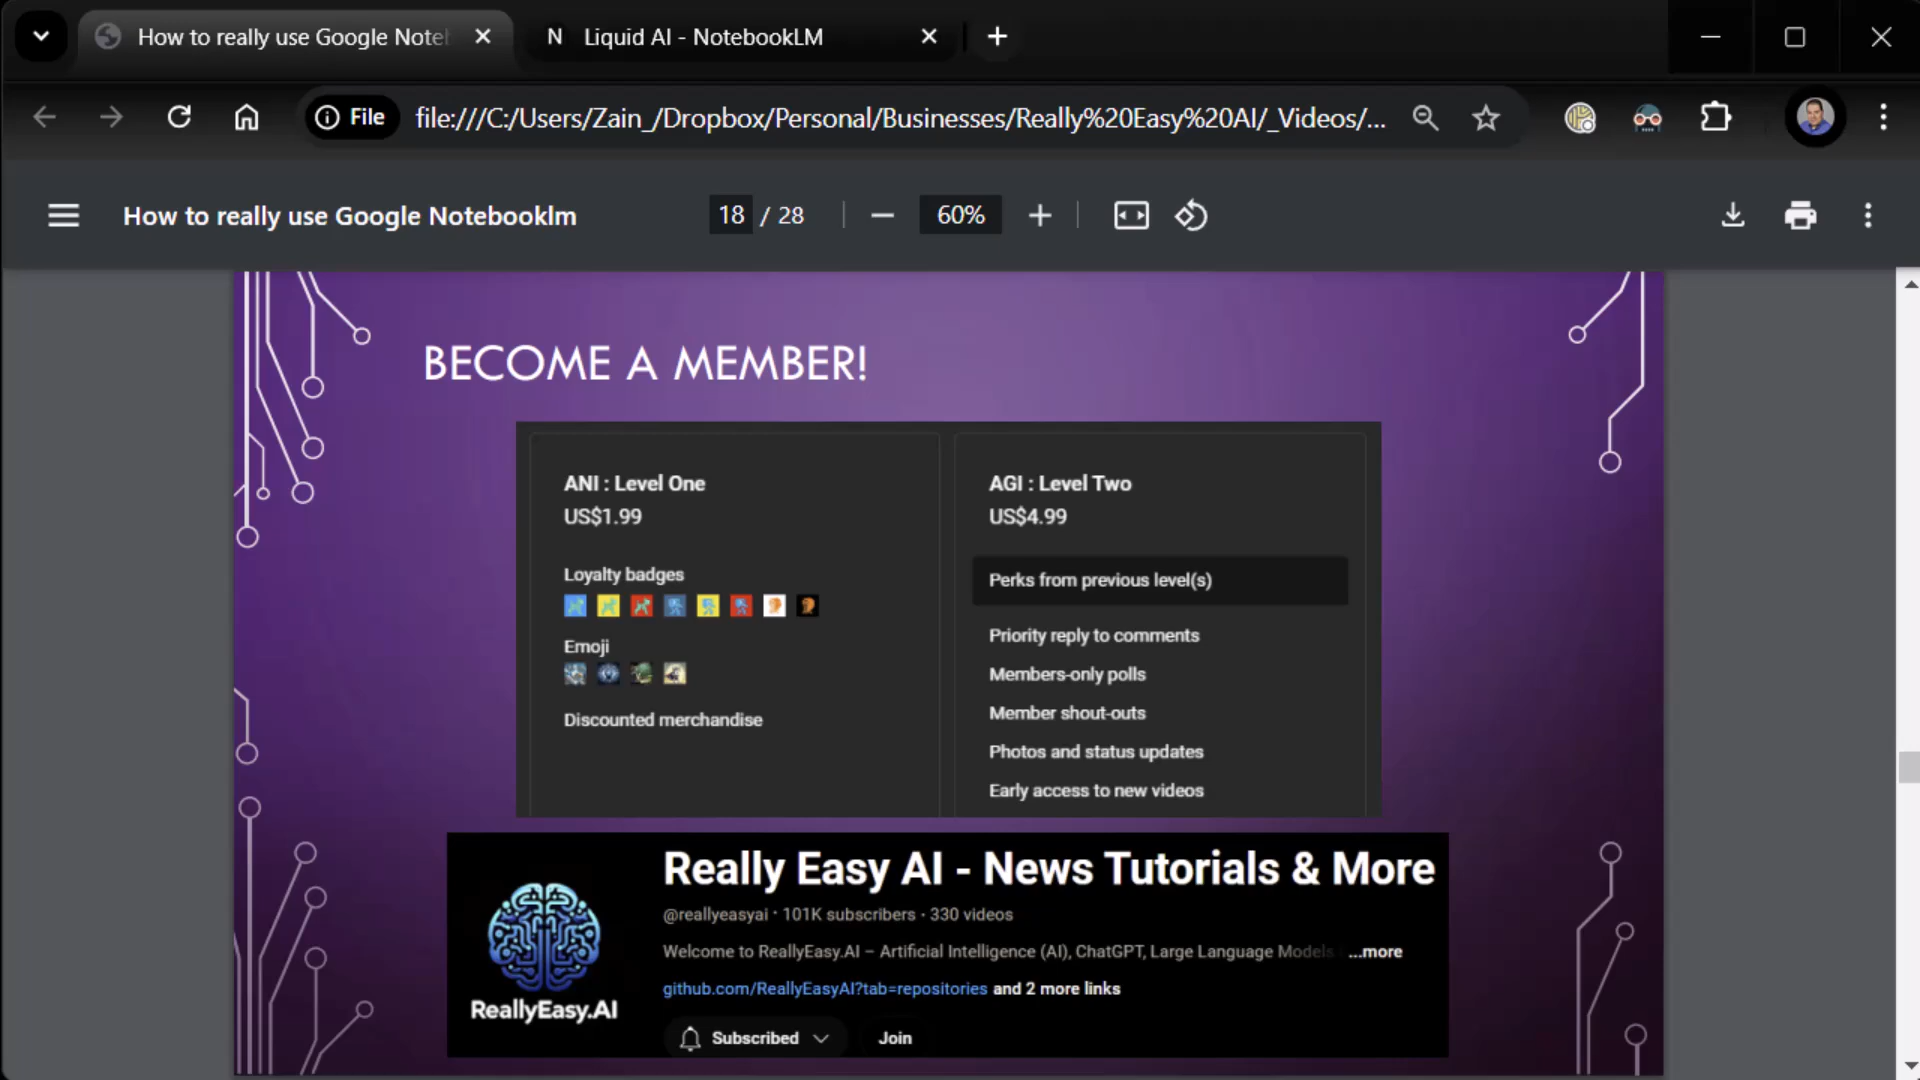 How to really use Google Note
N Liquid AI - NotebookLM
File
file:///C:/Users/Zain_/Dropbox/Personal/Businesses/Really%20Easy%20AI/_Videos/...
How to really use Google Notebooklm
18 / 28
60%
BECOME A MEMBER!
ANI : Level One
US$1.99
Loyalty badges
Emoji
Discounted merchandise
AGI : Level Two
US$4.99
Perks from previous level(s)
Priority reply to comments
Members-only polls
Member shout-outs
Photos and status updates
Early access to new videos
ReallyEasy.AI
Really Easy AI - News Tutorials & More
@reallyeasyai · 101K subscribers · 330 videos
Welcome to ReallyEasy.AI – Artificial Intelligence (AI), ChatGPT, Large Language Models ...more
github.com/ReallyEasyAI?tab=repositories and 2 more links
Subscribed
Join